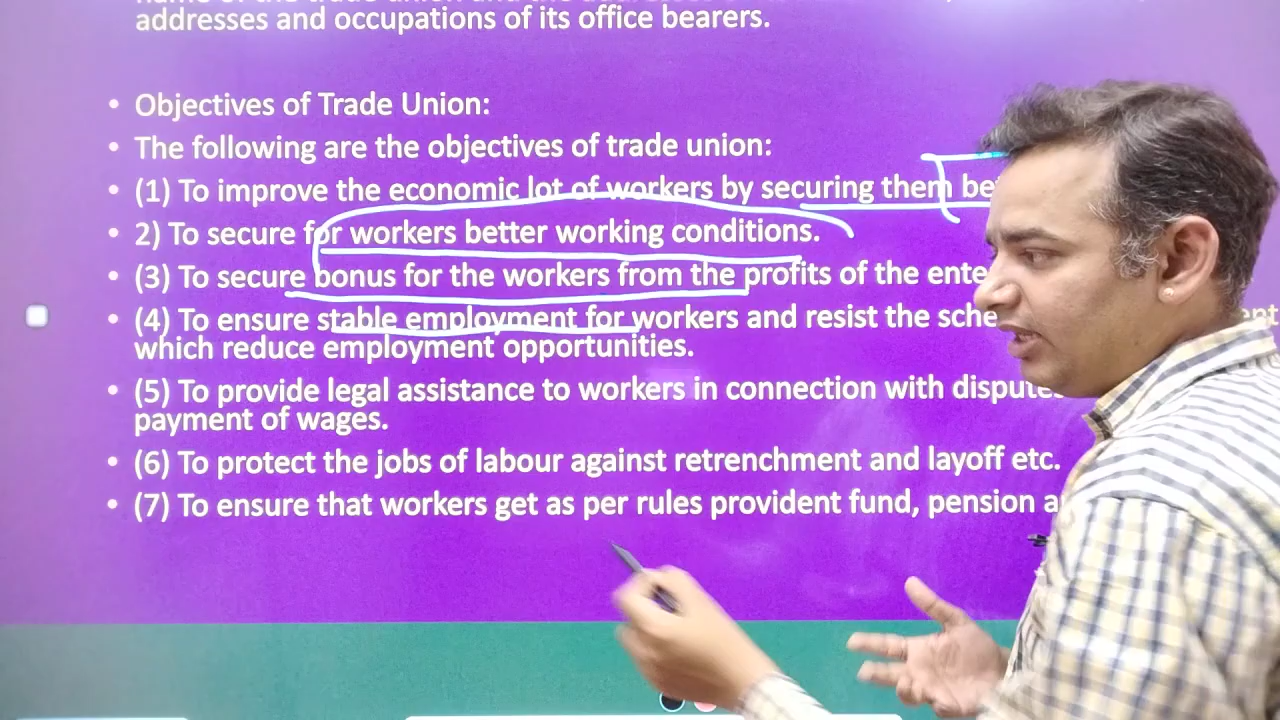 addresses and occupations of its office bearers.
• Objectives of Trade Union:
• The following are the objectives of trade union:
• (1) To improve the economic lot of workers by securing them
• 2) To secure for workers better working conditions.
• (3) To secure bonus for the workers from the profits of the
• (4) To ensure stable employment for workers and resist the
which reduce employment opportunities.
• (5) To provide legal assistance to workers in connection with
payment of wages.
• (6) To protect the jobs of labour against retrenchment and layoff etc.
• (7) To ensure that workers get as per rules provident fund, pension